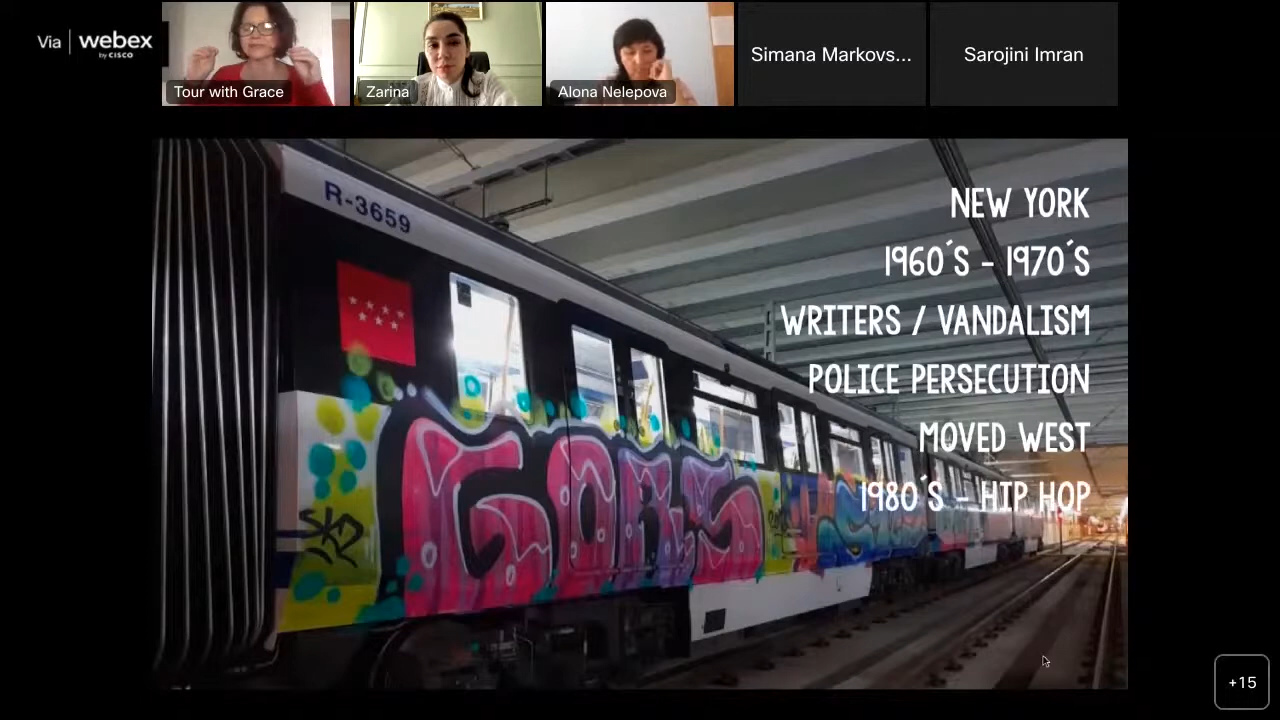 Via | webex
by CISCO
Tour with Grace
Zarina
Alona Nelepova
Simana Markovs...
Sarojini Imran
R-3659
NEW YORK
1960´S - 1970´S
WRITERS / VANDALISM
POLICE PERSECUTION
MOVED WEST
1980´S - HIP HOP
GORS
+15